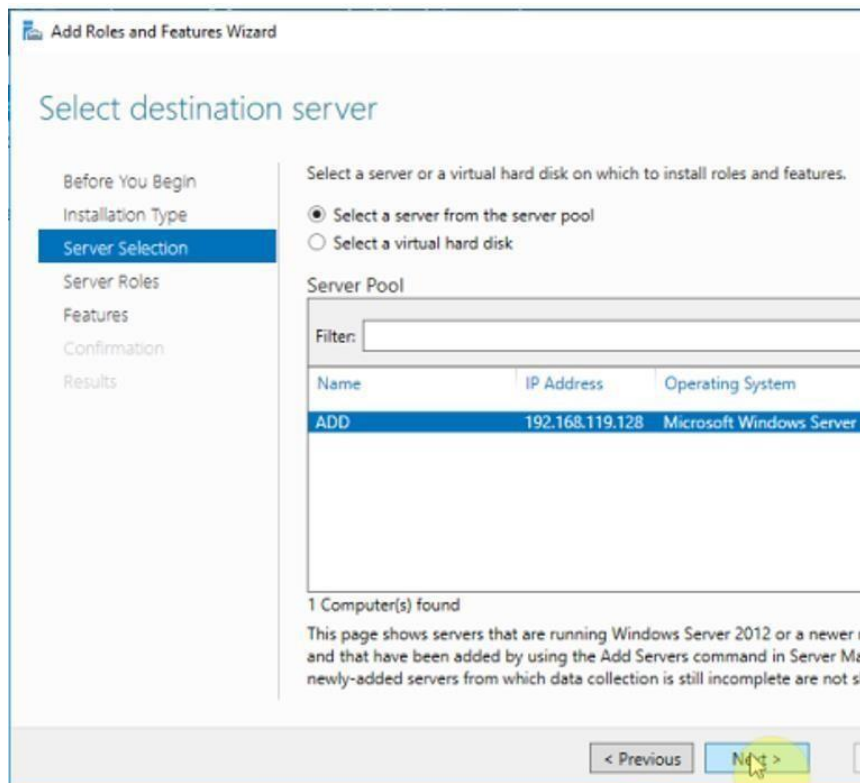 Add Roles and Features Wizard
Select destination server
Before You Begin
Installation Type
Server Selection
Server Roles
Features
Confirmation
Results
Select a server or a virtual hard disk on which to install roles and features.
Select a server from the server pool
Select a virtual hard disk
Server Pool
Filter:
Name IP Address Operating System
ADD 192.168.119.128 Microsoft Windows Server
1 Computer(s) found
This page shows servers that are running Windows Server 2012 or a newer
and that have been added by using the Add Servers command in Server
newly-added servers from which data collection is still incomplete are not
< Previous Next >